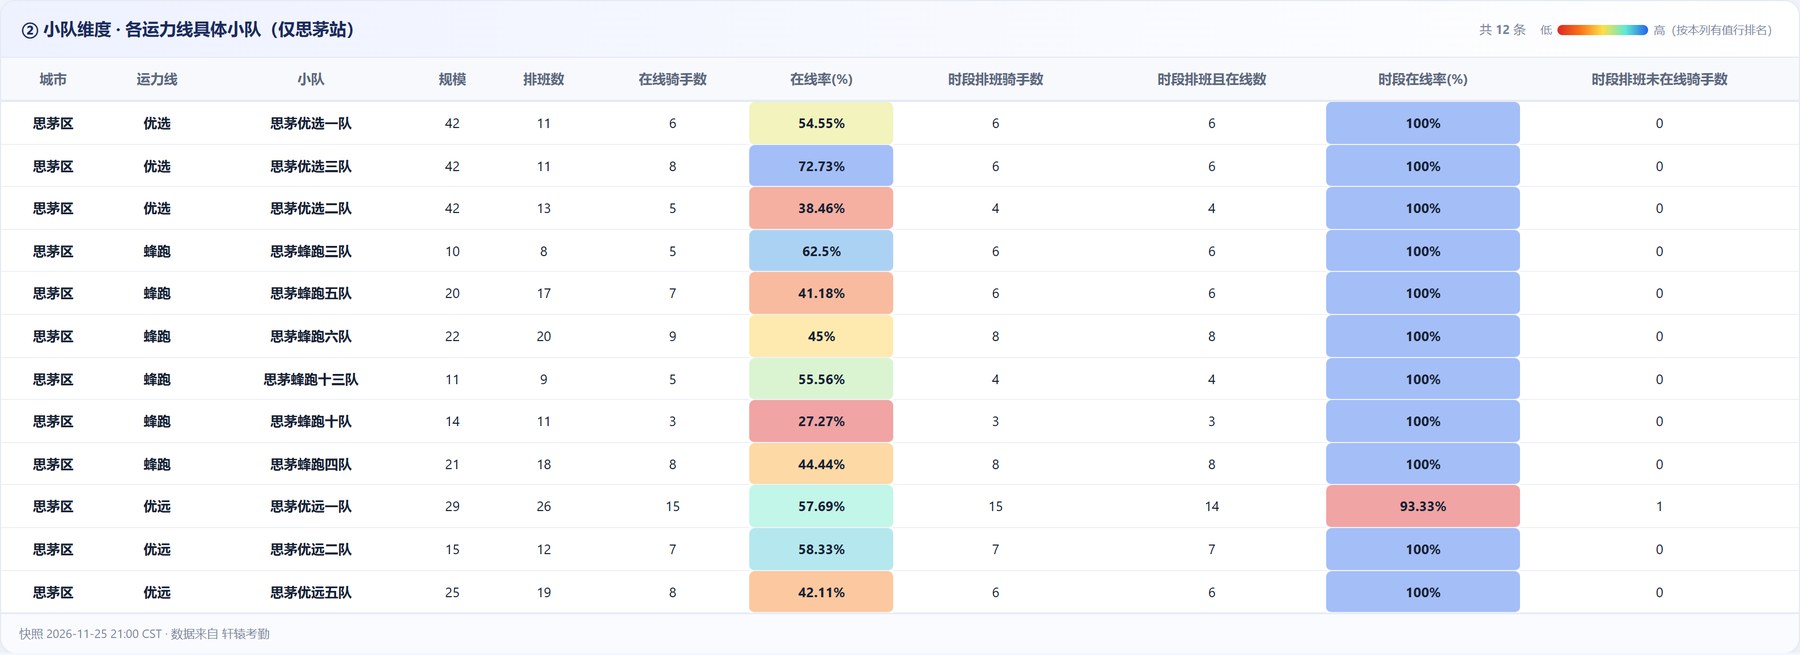 ② 小队维度 · 各运力线具体小队（仅思茅站）
共 12 条 低 高 (按本列有值行排名)
城市 运力线 小队 规模 排班数 在线骑手数 在线率(%) 时段排班骑手数 时段排班且在线数 时段在线率(%) 时段排班未在线骑手数
思茅区 优选 思茅优选一队 42 11 6 54.55% 6 6 100% 0
思茅区 优选 思茅优选三队 42 11 8 72.73% 6 6 100% 0
思茅区 优选 思茅优选二队 42 13 5 38.46% 4 4 100% 0
思茅区 蜂跑 思茅蜂跑三队 10 8 5 62.5% 6 6 100% 0
思茅区 蜂跑 思茅蜂跑五队 20 17 7 41.18% 6 6 100% 0
思茅区 蜂跑 思茅蜂跑六队 22 20 9 45% 8 8 100% 0
思茅区 蜂跑 思茅蜂跑十三队 11 9 5 55.56% 4 4 100% 0
思茅区 蜂跑 思茅蜂跑十队 14 11 3 27.27% 3 3 100% 0
思茅区 蜂跑 思茅蜂跑四队 21 18 8 44.44% 8 8 100% 0
思茅区 优远 思茅优远一队 29 26 15 57.69% 15 14 93.33% 1
思茅区 优远 思茅优远二队 15 12 7 58.33% 7 7 100% 0
思茅区 优远 思茅优远五队 25 19 8 42.11% 6 6 100% 0
快照 2026-11-25 21:00 CST · 数据来自 轩辕考勤